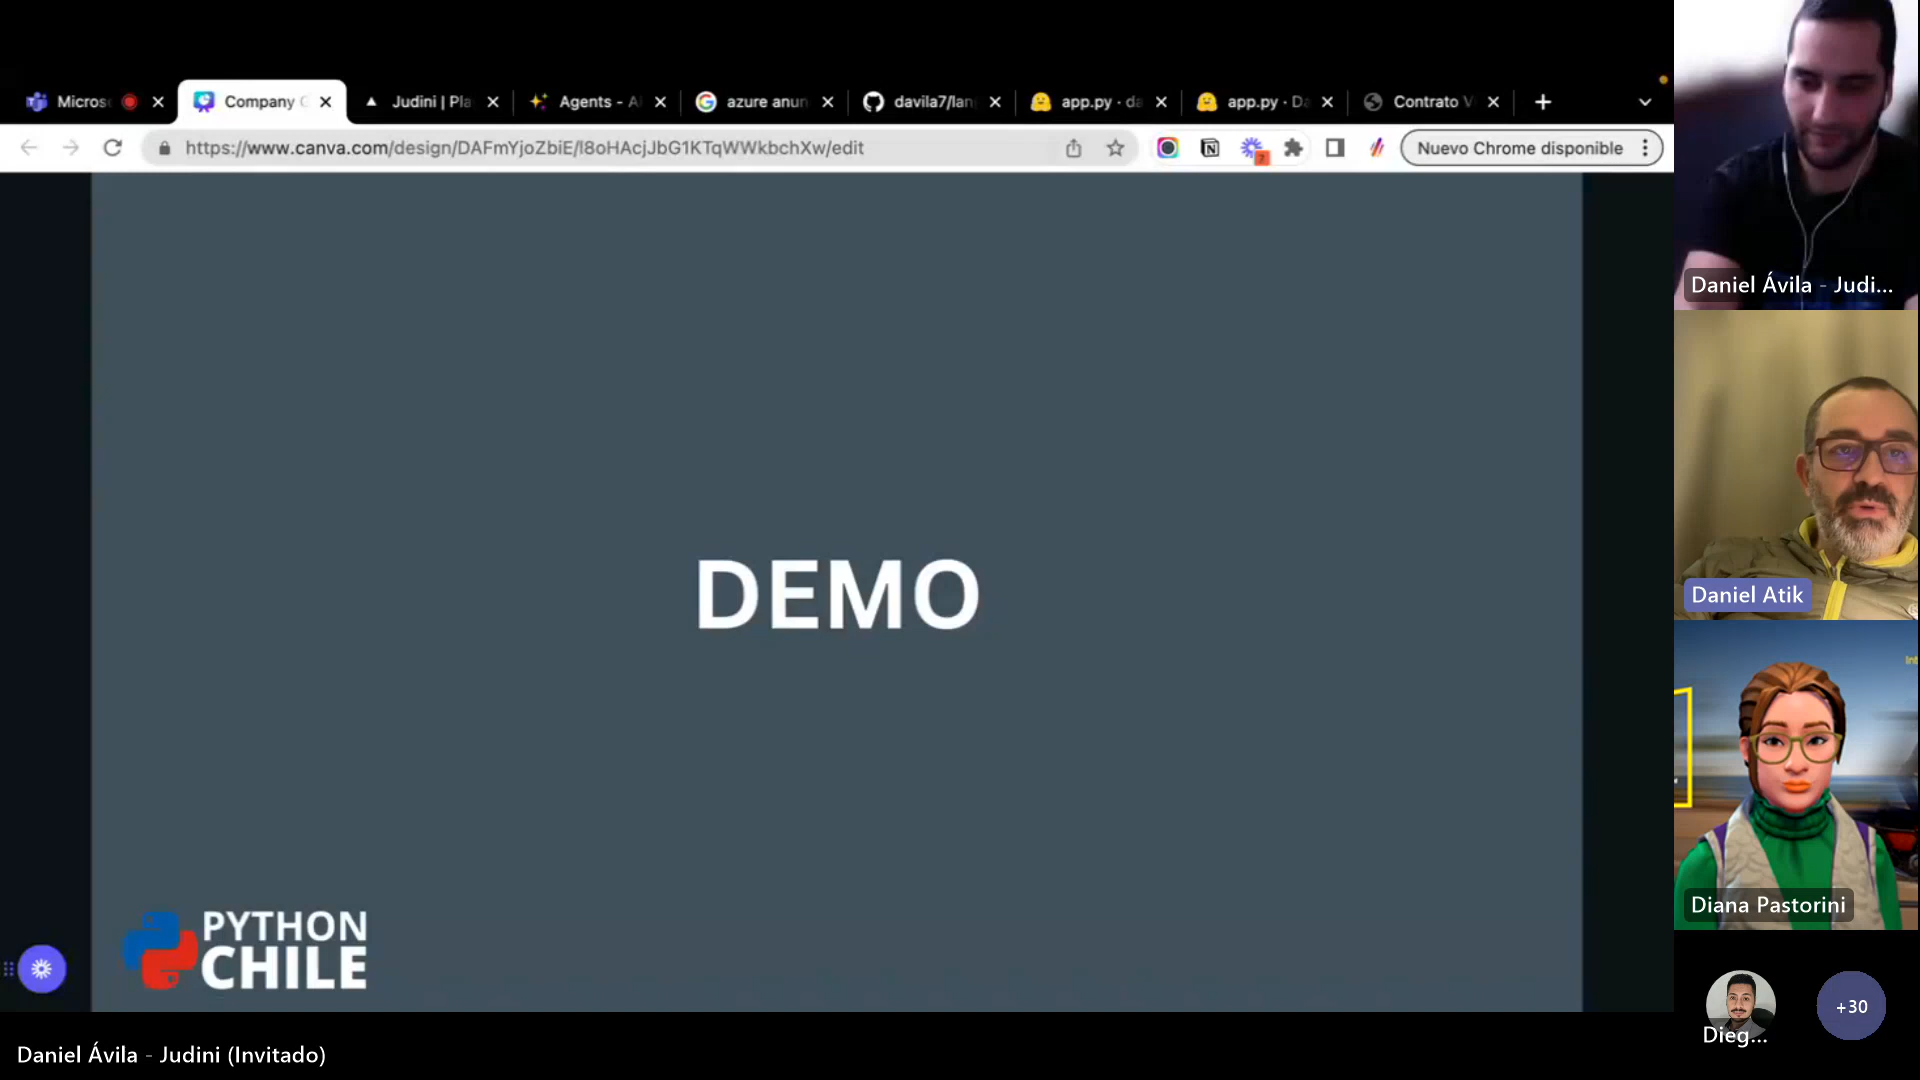 Micros
Company C
Judini | Pla
Agents - A
azure anun
davila7/lan
app.py · da
app.py · Da
Contrato V
https://www.canva.com/design/DAFmYjoZbiE/l8oHAcjJbG1KTqWWkbchXw/edit
7
Nuevo Chrome disponible
Daniel Ávila - Judi...
DEMO
Daniel Atik
Int
Diana Pastorini
PYTHON
CHILE
+30
Dieg...
Daniel Ávila - Judini (Invitado)